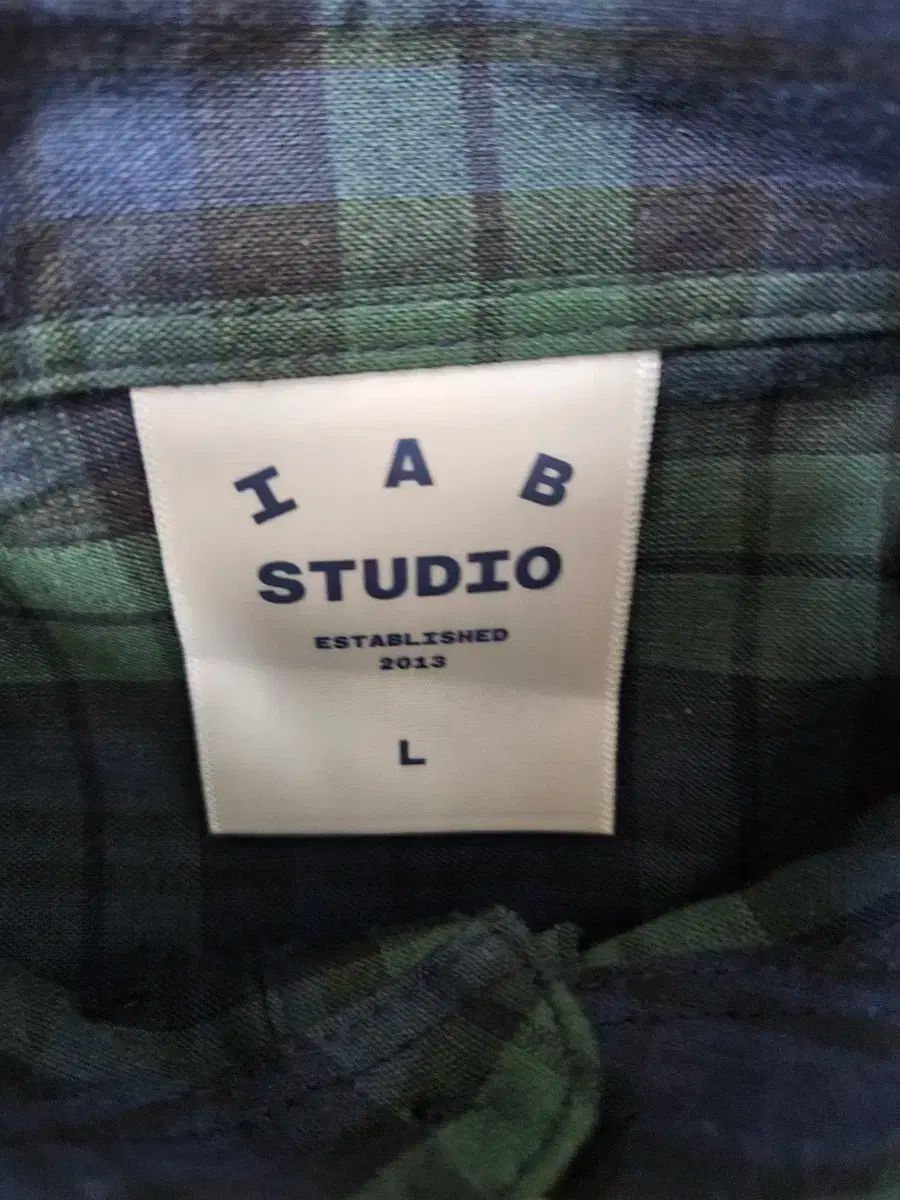 I A B
STUDIO
ESTABLISHED
2013
L